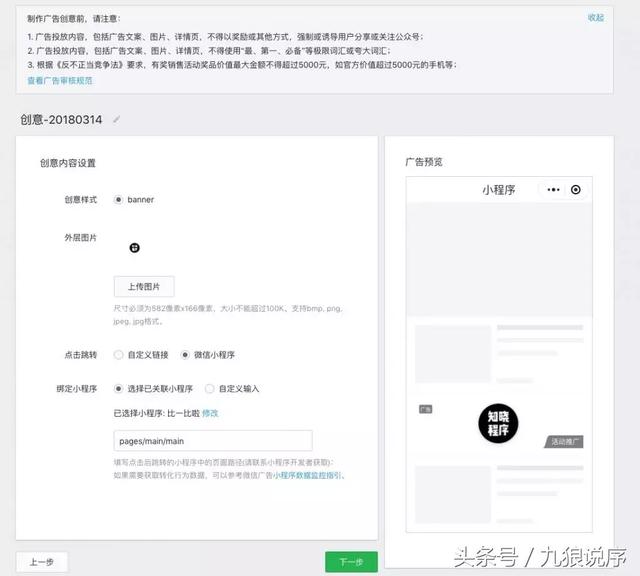 制作广告创意前,请注意:
收起
1. 广告投放内容,包括广告文案、图片、详情页,不得以奖励或其他方式,强制或诱导用户分享或关注公众号;
2. 广告投放内容,包括广告文案、图片、详情页,不得使用“最、第一、必备”等极限词汇或夸大词汇;
3. 根据《反不正当竞争法》要求,有奖销售活动奖品价值最大金额不得超过5000元,如官方价值超过5000元的手机等;
查看广告审核规范
创意-20180314
创意内容设置
创意样式
banner
外层图片
上传图片
尺寸必须为582像素x166像素,大小不能超过100K、支持bmp, png,
jpeg, jpg格式。
点击跳转
自定义链接
微信小程序
绑定小程序
选择已关联小程序
自定义输入
已选择小程序: 比一比啦 修改
pages/main/main
填写点击后跳转的小程序中的页面路径(请联系小程序开发者获取);
如果需要获取转化行为数据,可以参考微信广告小程序数据监控指引。
上一步
下一步
广告预览
小程序
广告
知晓
程序
活动推广
头条号 / 九狼说序